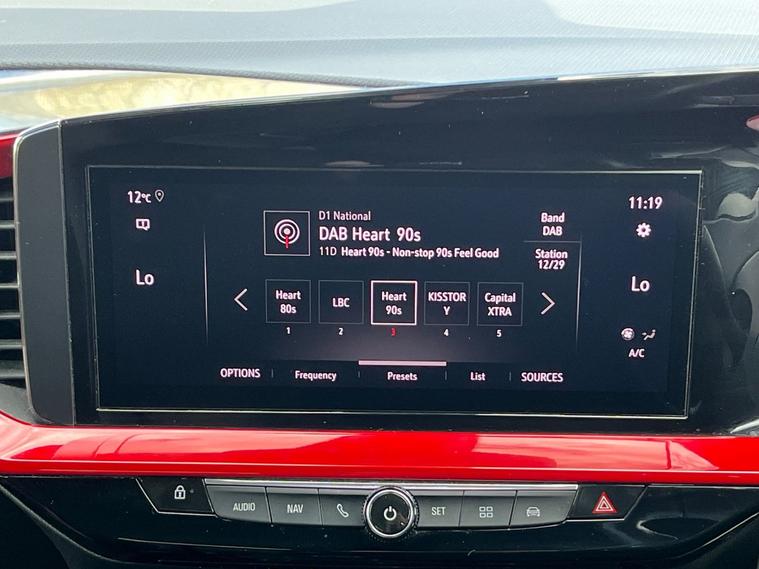 12°C
11:19
D1 National
DAB Heart 90s
11D Heart 90s - Non-stop 90s Feel Good
Band
DAB
Station
12/29
Lo
Lo
Heart
80s
LBC
Heart
90s
KISSTOR
Y
Capital
XTRA
1
2
3
4
5
A/C
OPTIONS
Frequency
Presets
List
SOURCES
AUDIO
NAV
SET